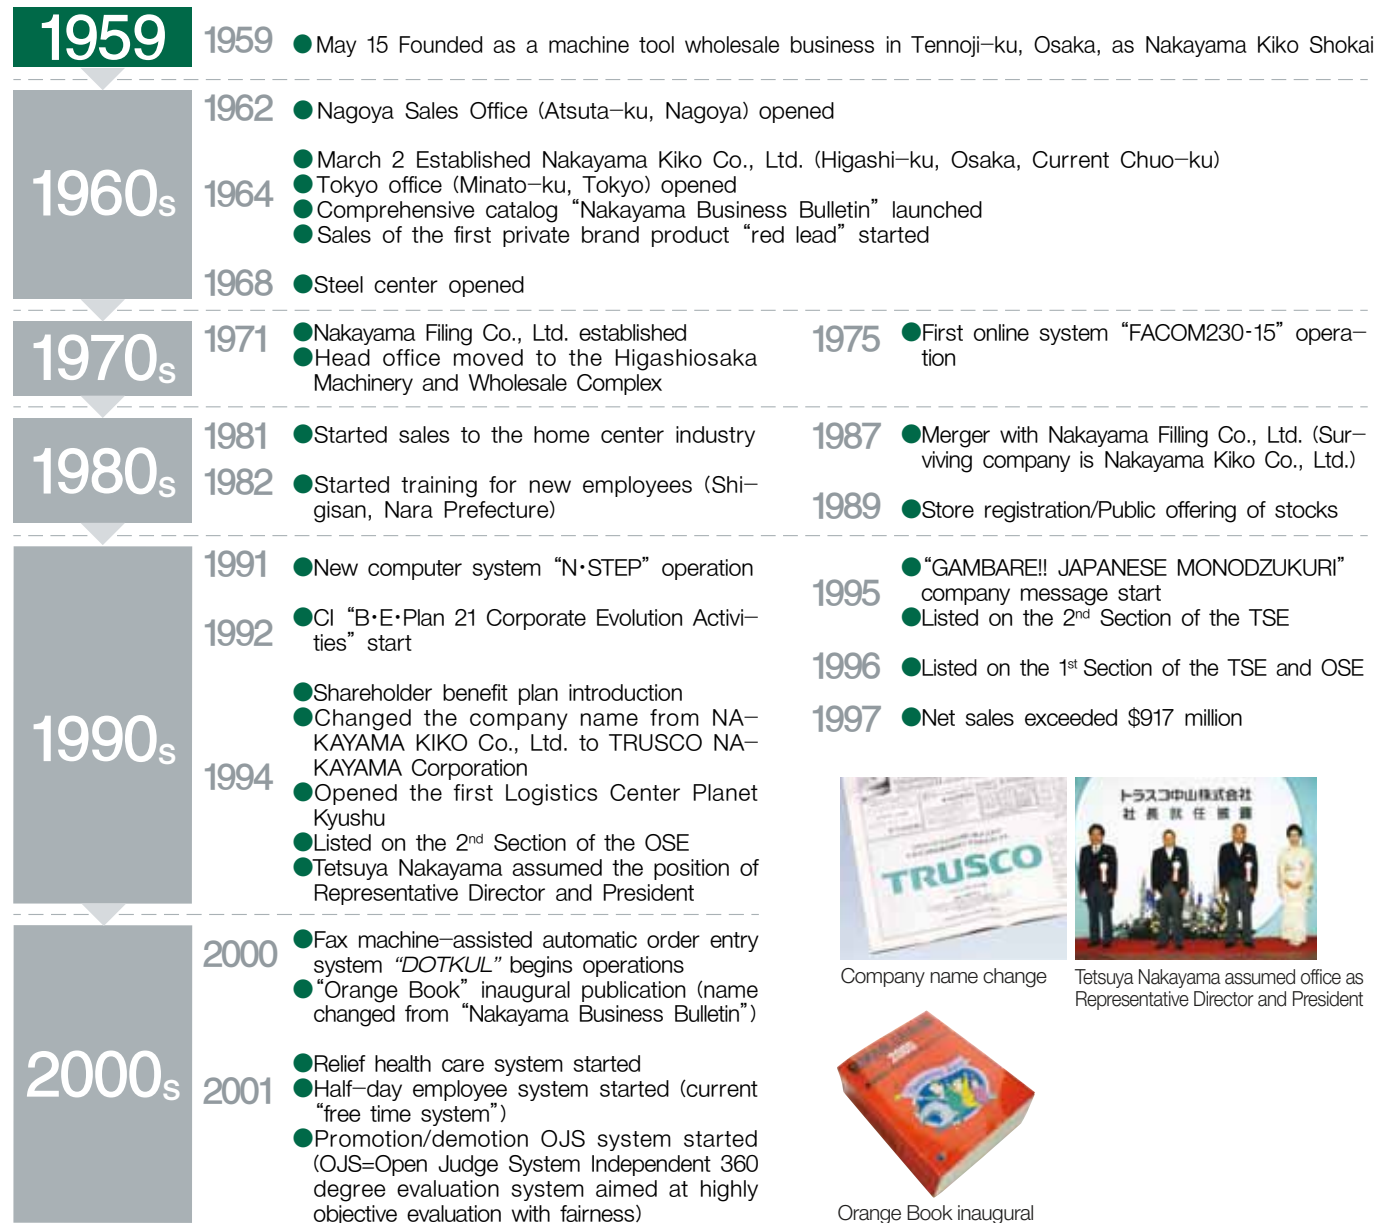 1959
1959 ●May 15 Founded as a machine tool wholesale business in Tennoji-ku, Osaka, as Nakayama Kiko Shokai
1960s
1962 ●Nagoya Sales Office (Atsuta-ku, Nagoya) opened
1964
●March 2 Established Nakayama Kiko Co., Ltd. (Higashi-ku, Osaka, Current Chuo-ku)
●Tokyo office (Minato-ku, Tokyo) opened
●Comprehensive catalog “Nakayama Business Bulletin” launched
●Sales of the first private brand product “red lead” started
1968 ●Steel center opened
1970s
1971
●Nakayama Filing Co., Ltd. established
●Head office moved to the Higashiosaka
Machinery and Wholesale Complex
1975
●First online system “FACOM230-15” opera-
tion
1980s
1981 ●Started sales to the home center industry
1982
●Started training for new employees (Shi-
gisan, Nara Prefecture)
1987
●Merger with Nakayama Filling Co., Ltd. (Sur-
viving company is Nakayama Kiko Co., Ltd.)
1989 ●Store registration/Public offering of stocks
1990s
1991 ●New computer system “N･STEP” operation
1992
●CI “B･E･Plan 21 Corporate Evolution Activi-
ties” start
1994
●Shareholder benefit plan introduction
●Changed the company name from NA-
KAYAMA KIKO Co., Ltd. to TRUSCO NA-
KAYAMA Corporation
●Opened the first Logistics Center Planet
Kyushu
●Listed on the 2nd Section of the OSE
●Tetsuya Nakayama assumed the position of
Representative Director and President
1995
●“GAMBARE!! JAPANESE MONODZUKURI”
company message start
●Listed on the 2nd Section of the TSE
1996 ●Listed on the 1st Section of the TSE and OSE
1997 ●Net sales exceeded $917 million
TRUSCO
Company name change
トラスコ中山株式会社
社長就任披露
Tetsuya Nakayama assumed office as
Representative Director and President
2000s
2000
●Fax machine-assisted automatic order entry
system “DOTKUL” begins operations
●“Orange Book” inaugural publication (name
changed from “Nakayama Business Bulletin”)
2001
●Relief health care system started
●Half-day employee system started (current
“free time system”)
●Promotion/demotion OJS system started
(OJS=Open Judge System Independent 360
degree evaluation system aimed at highly
objective evaluation with fairness)
2000
Orange Book inaugural